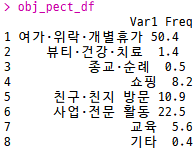 > obj_pect_df
Var1 Freq
1 여가·위락·개별휴가 50.4
2 뷰티·건강·치료 1.4
3 종교·순례 0.5
4 쇼핑 8.2
5 친구·친지 방문 10.9
6 사업·전문 활동 22.5
7 교육 5.6
8 기타 0.4